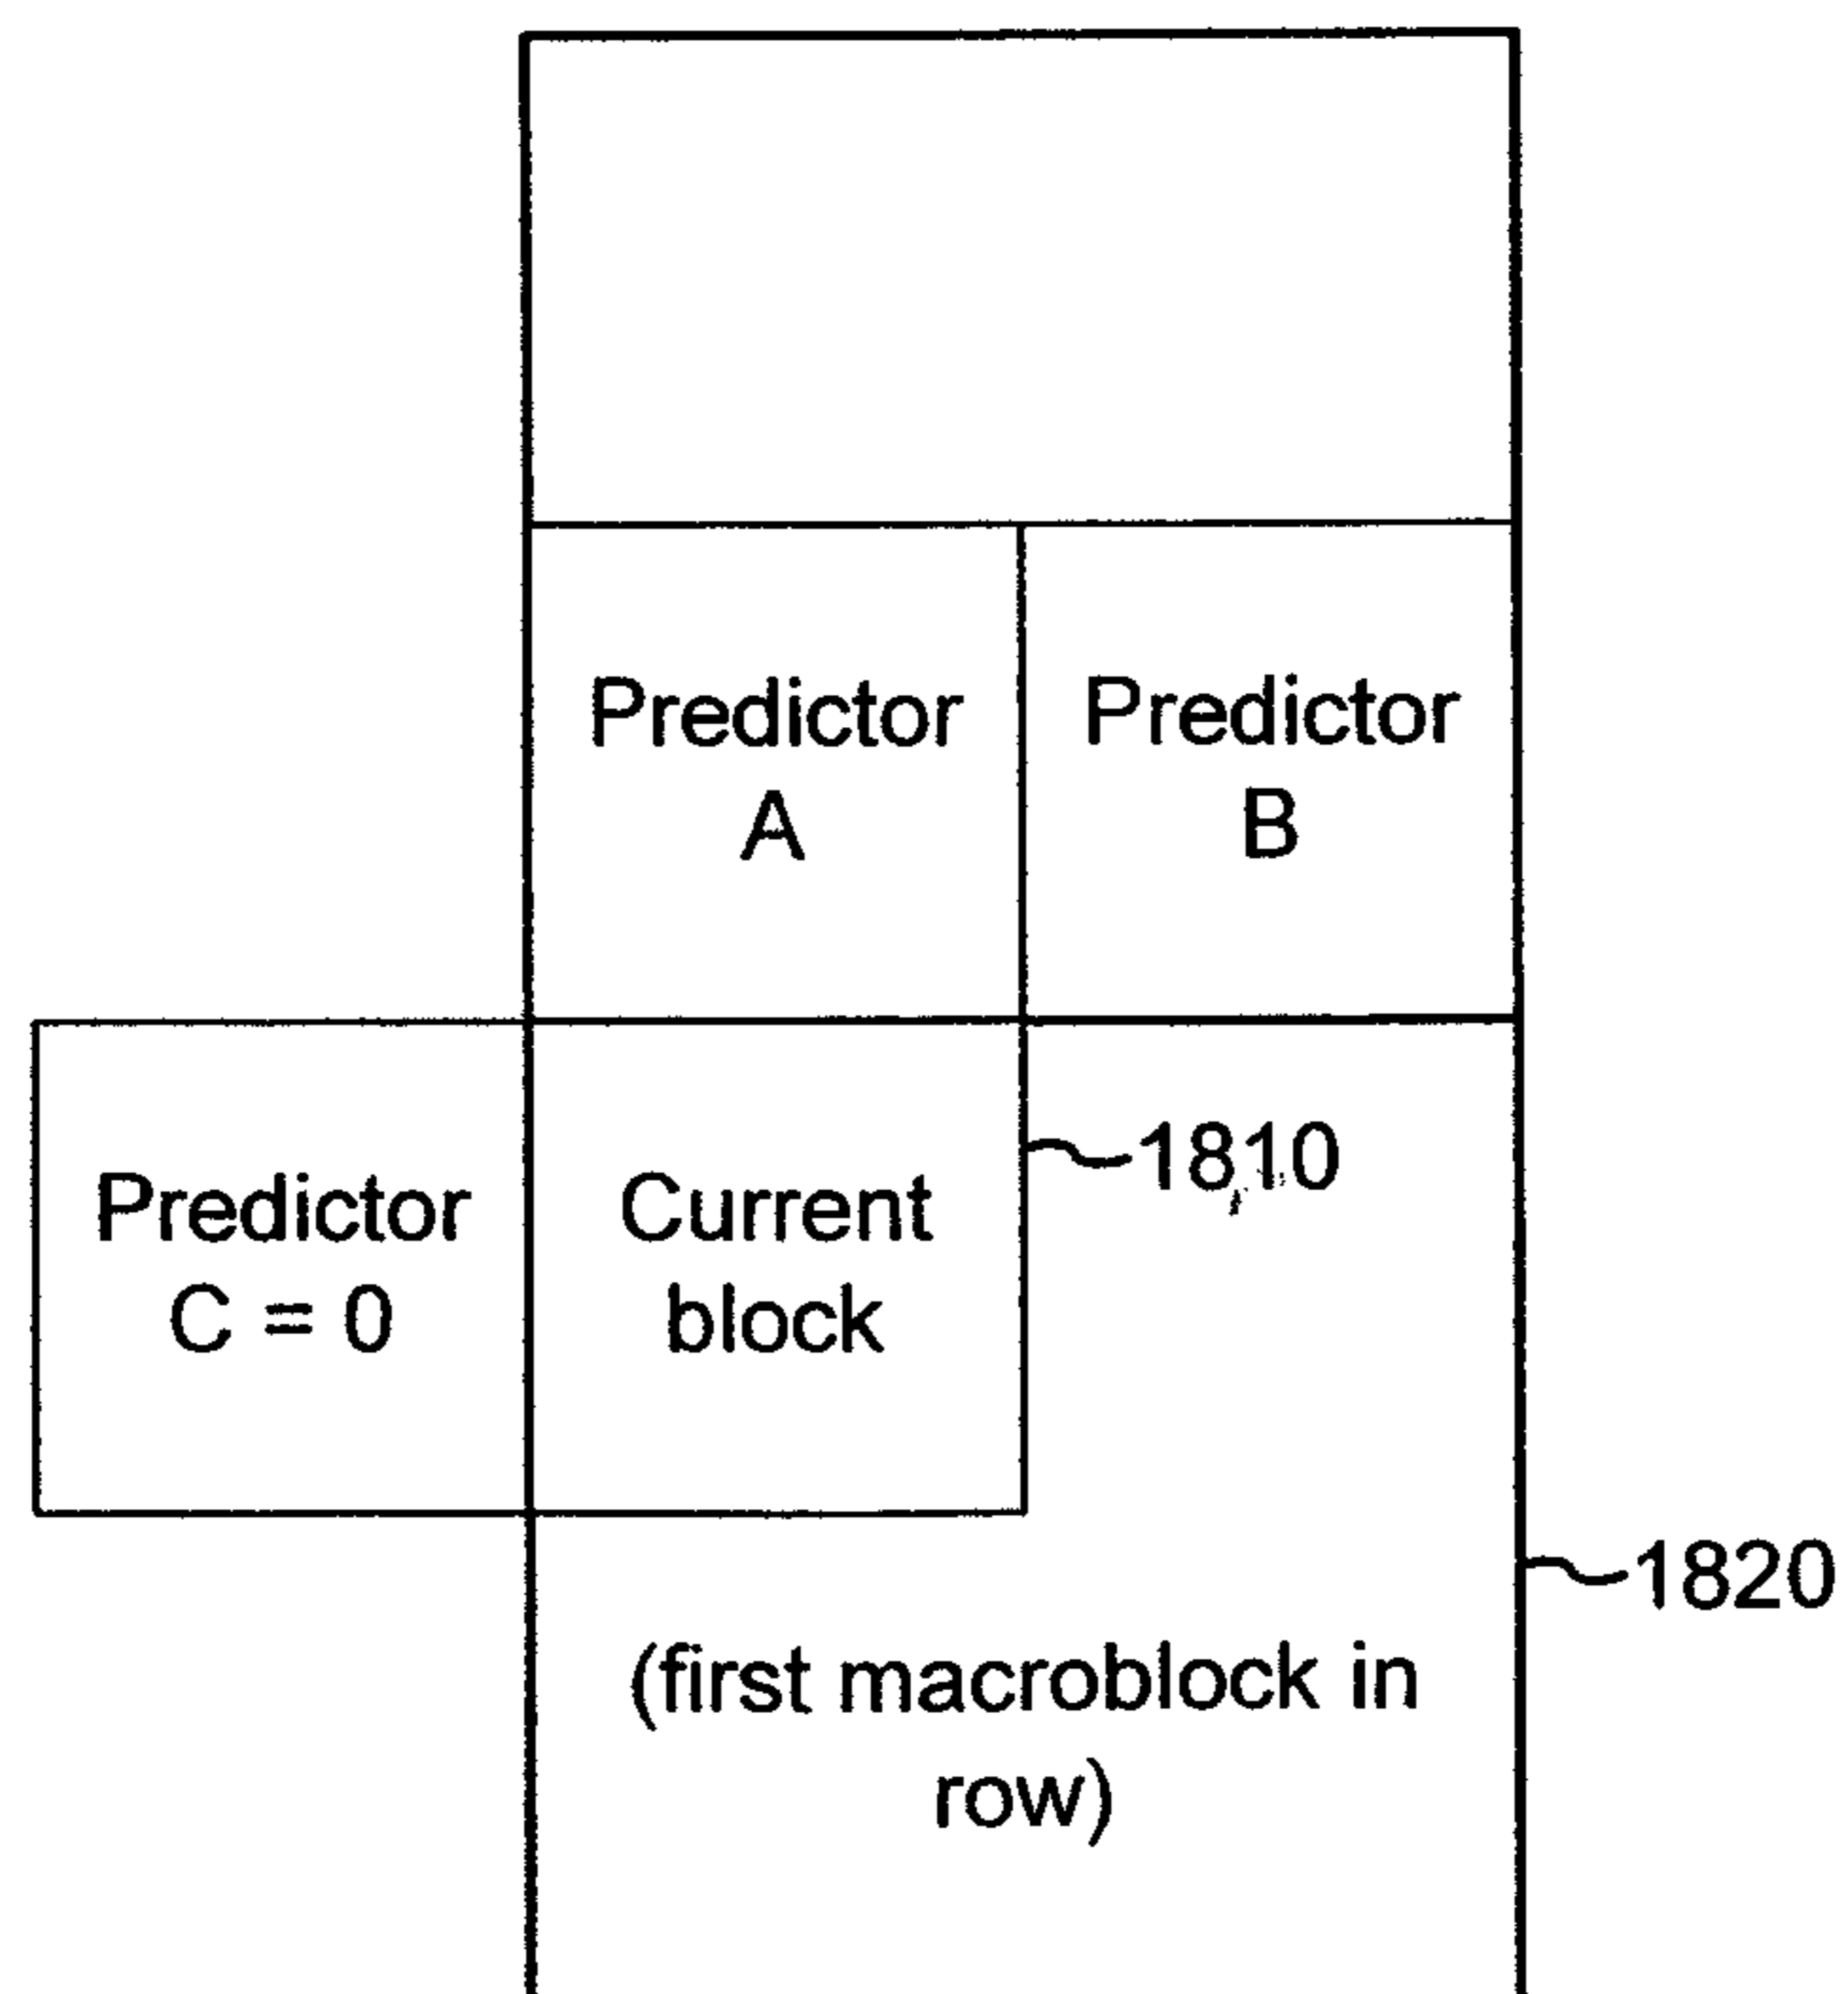 Predictor
A
Predictor
B
Predictor
C = 0
Current
block
1810
1820
(first macroblock in
row)